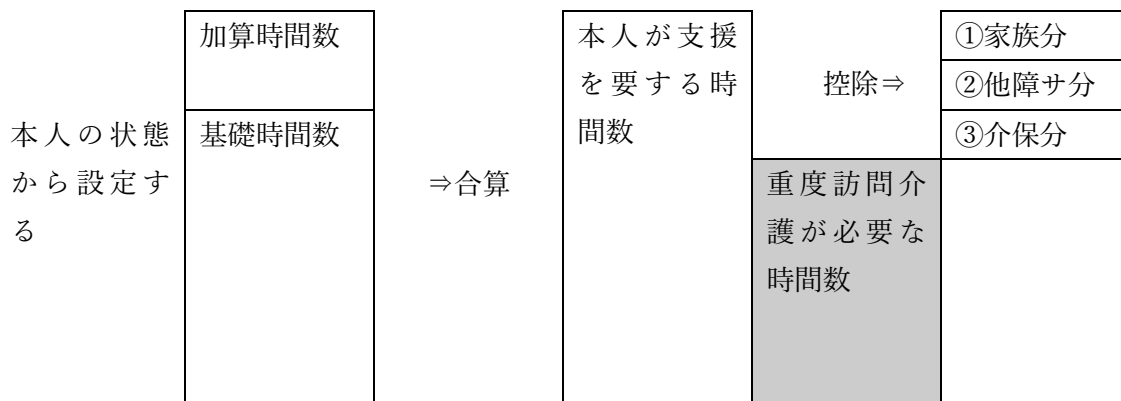 本人の状態
から設定す
る
加算時間数
基礎時間数
⇒合算
本人が支援
を要する時
間数
控除⇒
重度訪問介
護が必要な
時間数
①家族分
②他障サ分
③介保分